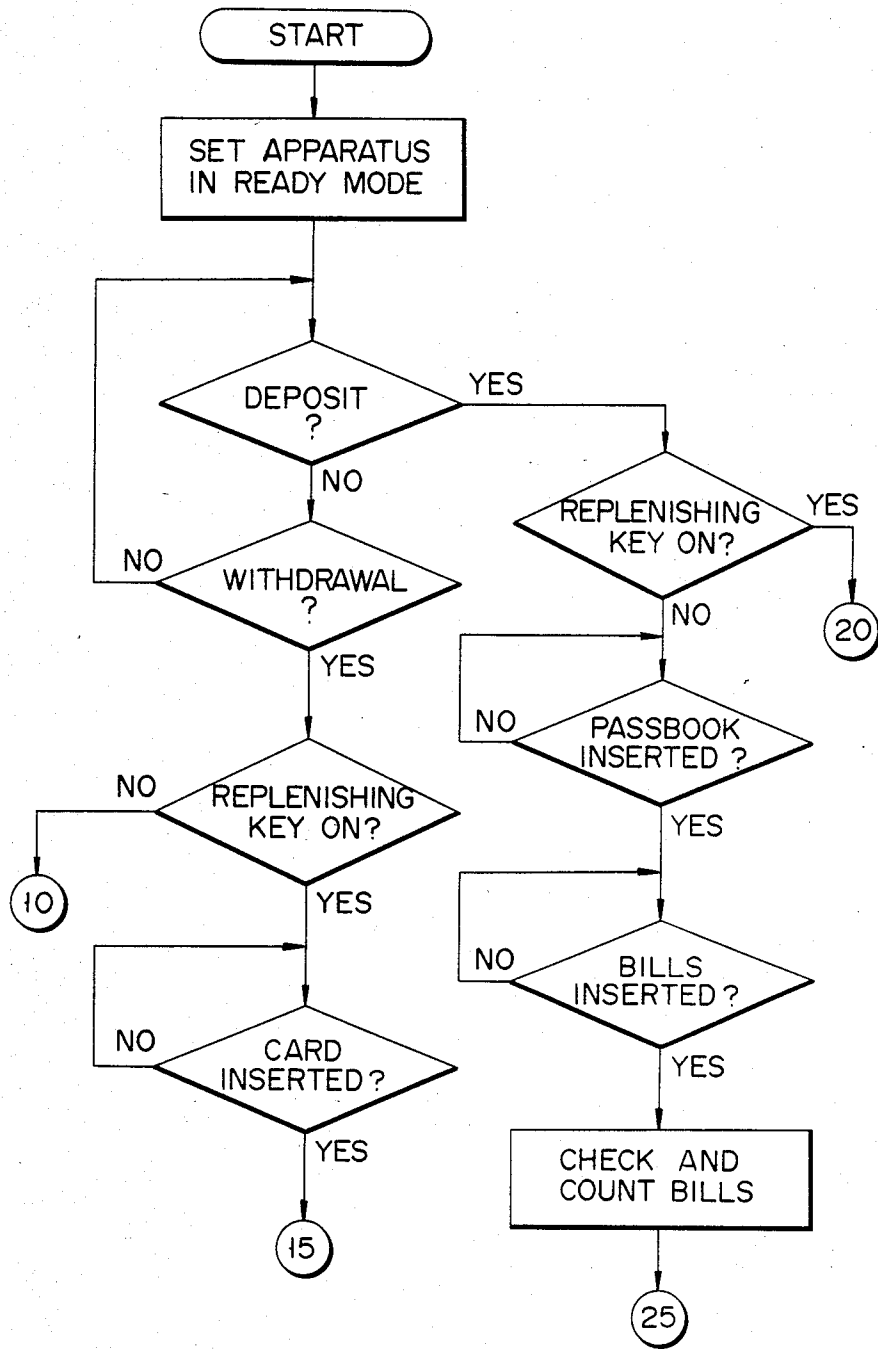 START
SET APPARATUS
IN READY MODE
DEPOSIT
?
YES
NO
WITHDRAWAL
?
NO
YES
REPLENISHING
KEY ON?
NO
10
YES
CARD
INSERTED?
NO
YES
15
REPLENISHING
KEY ON?
YES
20
NO
PASSBOOK
INSERTED?
NO
YES
BILLS
INSERTED?
NO
YES
CHECK AND
COUNT BILLS
25